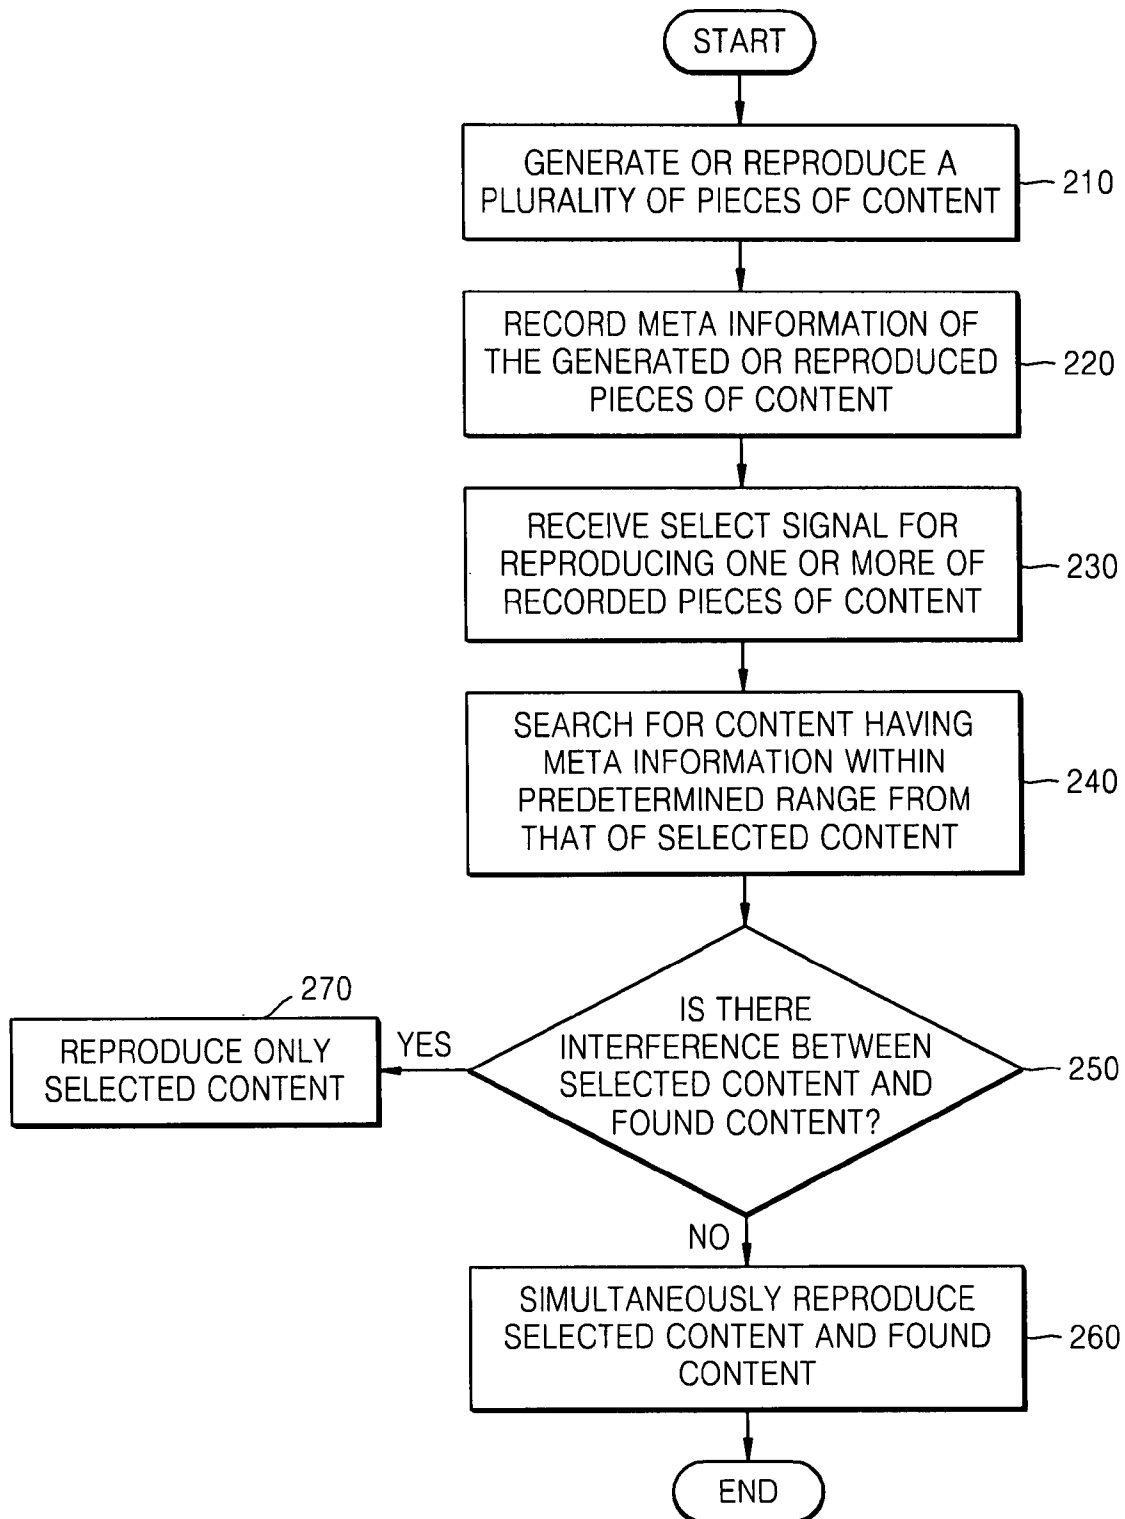 START
GENERATE OR REPRODUCE A
PLURALITY OF PIECES OF CONTENT
210
RECORD META INFORMATION OF
THE GENERATED OR REPRODUCED
PIECES OF CONTENT
220
RECEIVE SELECT SIGNAL FOR
REPRODUCING ONE OR MORE OF
RECORDED PIECES OF CONTENT
230
SEARCH FOR CONTENT HAVING
META INFORMATION WITHIN
PREDETERMINED RANGE FROM
THAT OF SELECTED CONTENT
240
IS THERE
INTERFERENCE BETWEEN
SELECTED CONTENT AND
FOUND CONTENT?
250
YES
270
REPRODUCE ONLY
SELECTED CONTENT
NO
SIMULTANEOUSLY REPRODUCE
SELECTED CONTENT AND FOUND
CONTENT
260
END